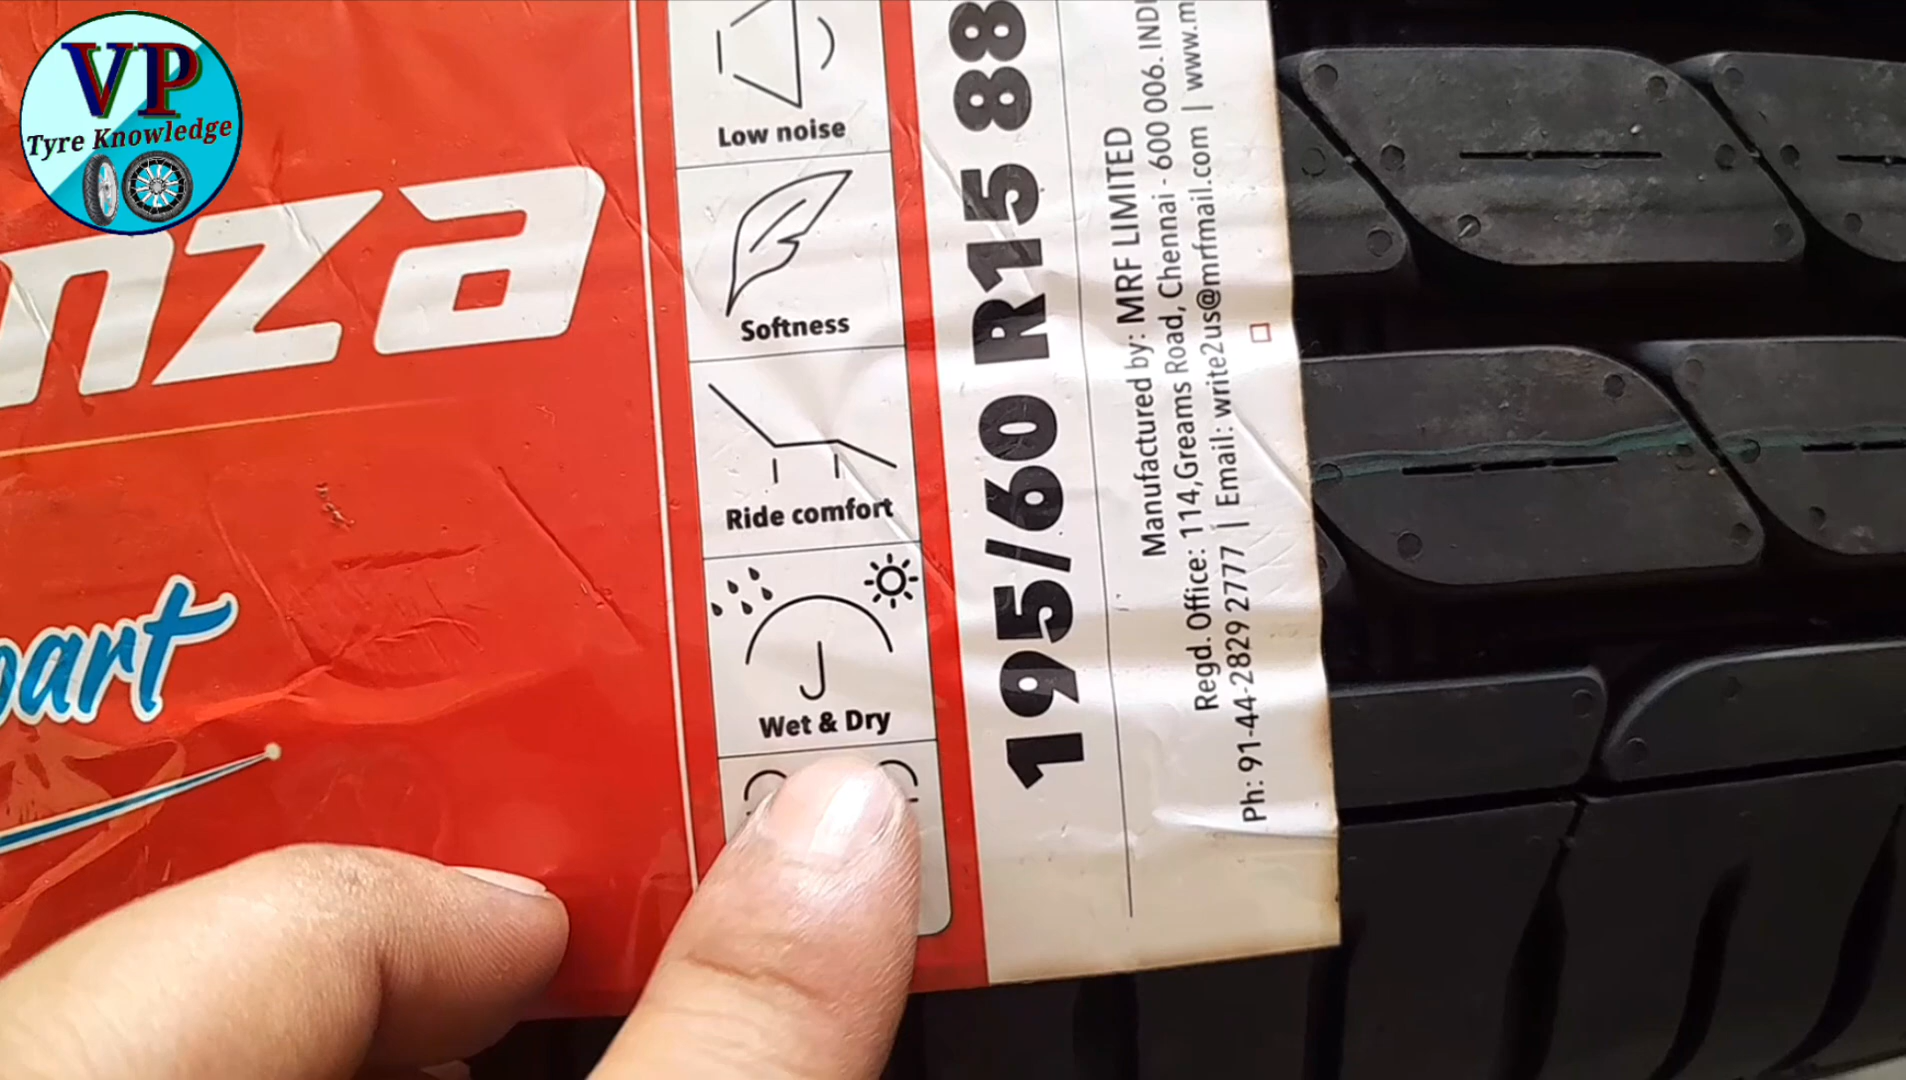 VP
Tyre Knowledge
nza
part
Low noise
Softness
Ride comfort
Wet & Dry
195/60 R15 88
Manufactured by: MRF LIMITED
Regd. Office: 114,Greams Road, Chennai - 600 006. INDI
Ph: 91-44-2829 2777 | Email: write2us@mrfmail.com | www.m